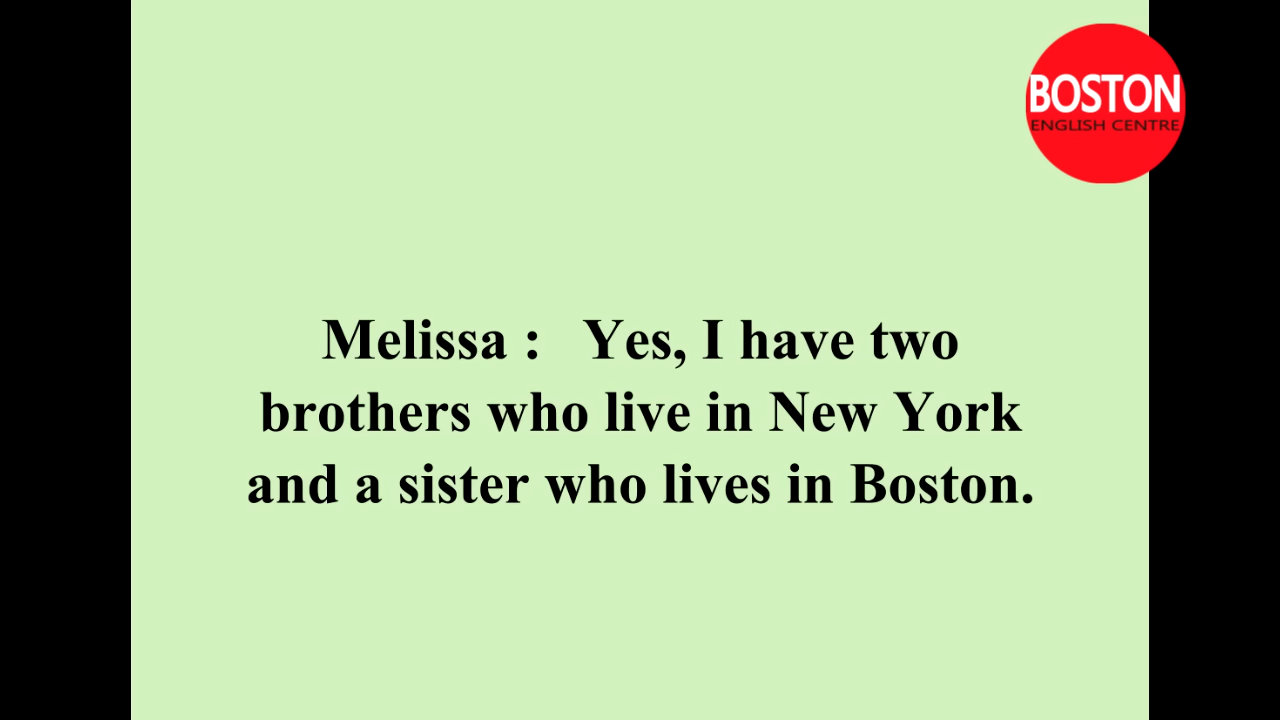 BOSTON
ENGLISH CENTRE
Melissa : Yes, I have two
brothers who live in New York
and a sister who lives in Boston.